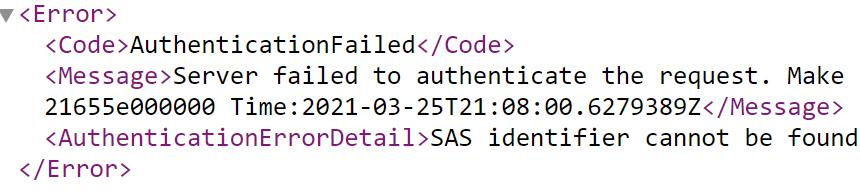 <Error>
<Code>AuthenticationFailed</Code>
<Message>Server failed to authenticate the request. Make
21655e000000 Time:2021-03-25T21:08:00.6279389Z</Message>
<AuthenticationErrorDetail>SAS identifier cannot be found
</Error>